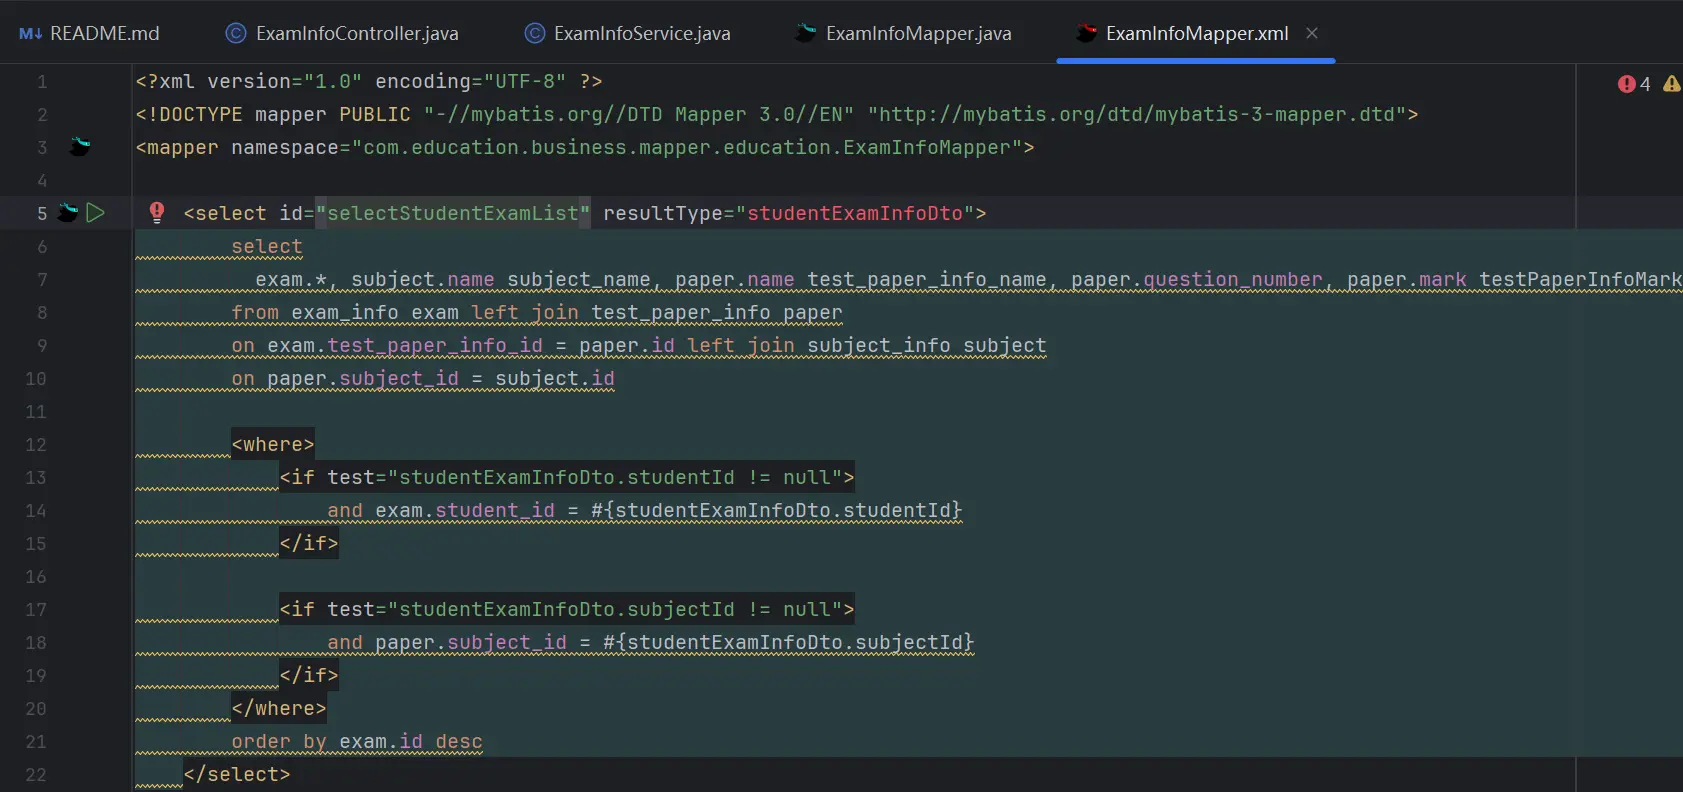 README.md ExamInfoController.java ExamInfoService.java ExamInfoMapper.java ExamInfoMapper.xml
1 <?xml version="1.0" encoding="UTF-8" ?> 4
2 <!DOCTYPE mapper PUBLIC "-//mybatis.org//DTD Mapper 3.0//EN" "http://mybatis.org/dtd/mybatis-3-mapper.dtd">
3 <mapper namespace="com.education.business.mapper.education.ExamInfoMapper">
4
5 <select id="selectStudentExamList" resultType="studentExamInfoDto">
6 select
7 exam.*, subject.name subject_name, paper.name test_paper_info_name, paper.question_number, paper.mark testPaperInfoMark
8 from exam_info exam left join test_paper_info paper
9 on exam.test_paper_info_id = paper.id left join subject_info subject
10 on paper.subject_id = subject.id
11
12 <where>
13 <if test="studentExamInfoDto.studentId != null">
14 and exam.student_id = #{studentExamInfoDto.studentId}
15 </if>
16
17 <if test="studentExamInfoDto.subjectId != null">
18 and paper.subject_id = #{studentExamInfoDto.subjectId}
19 </if>
20 </where>
21 order by exam.id desc
22 </select>